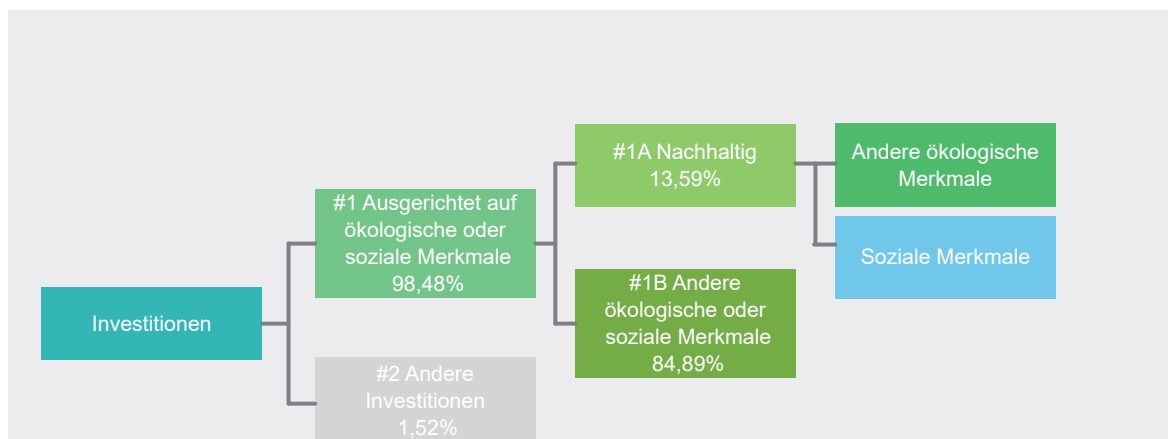 Investitionen
#1 Ausgerichtet auf
ökologische oder
soziale Merkmale
98,48%
#2 Andere
Investitionen
1,52%
#1A Nachhaltig
13,59%
#1B Andere
ökologische oder
soziale Merkmale
84,89%
Andere ökologische
Merkmale
Soziale Merkmale